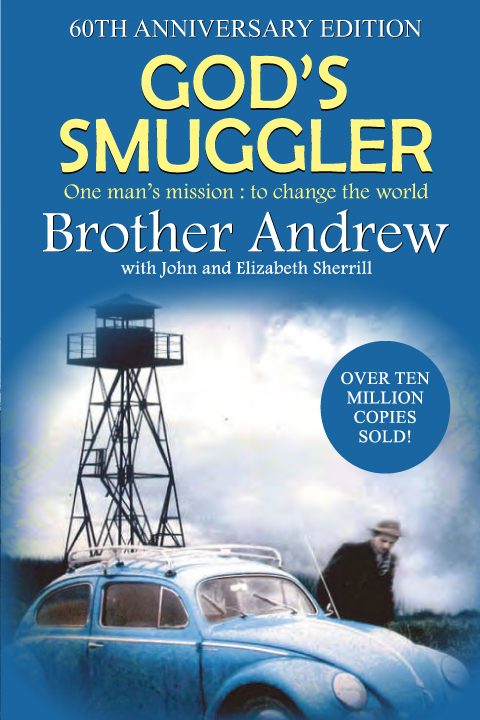 60TH ANNIVERSARY EDITION
GOD'S
SMUGGLER
One man's mission : to change the world
Brother Andrew
with John and Elizabeth Sherrill
OVER TEN
MILLION
COPIES
SOLD!